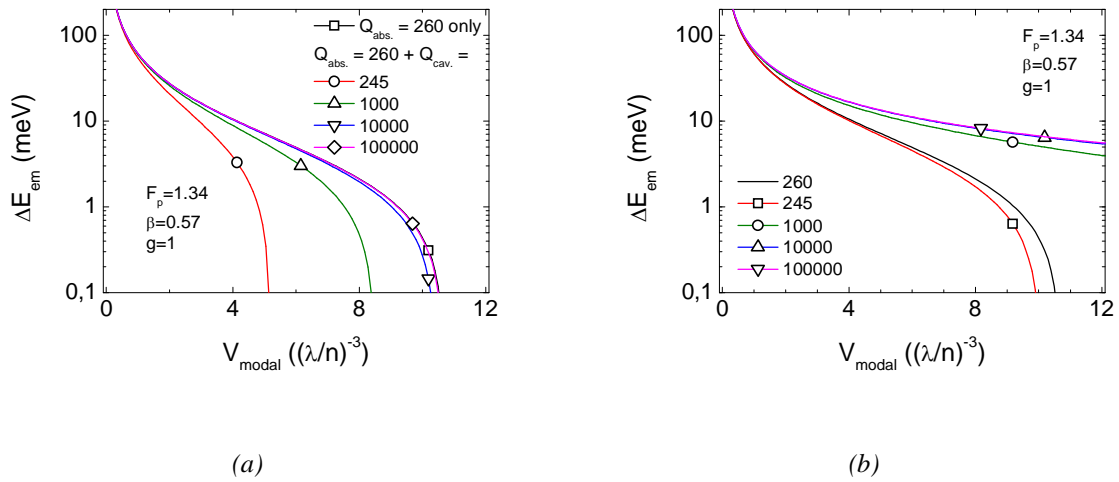 Q_abs. = 260 only
Q_abs. = 260 + Q_cav. =
245
1000
10000
100000
F_p=1.34
β=0.57
g=1
100
10
1
0,1
0 4 8 12
ΔE_em (meV)
V_modal ((λ/n)^-3)
(a)
F_p=1.34
β=0.57
g=1
260
245
1000
10000
100000
100
10
1
0,1
0 4 8 12
ΔE_em (meV)
V_modal ((λ/n)^-3)
(b)